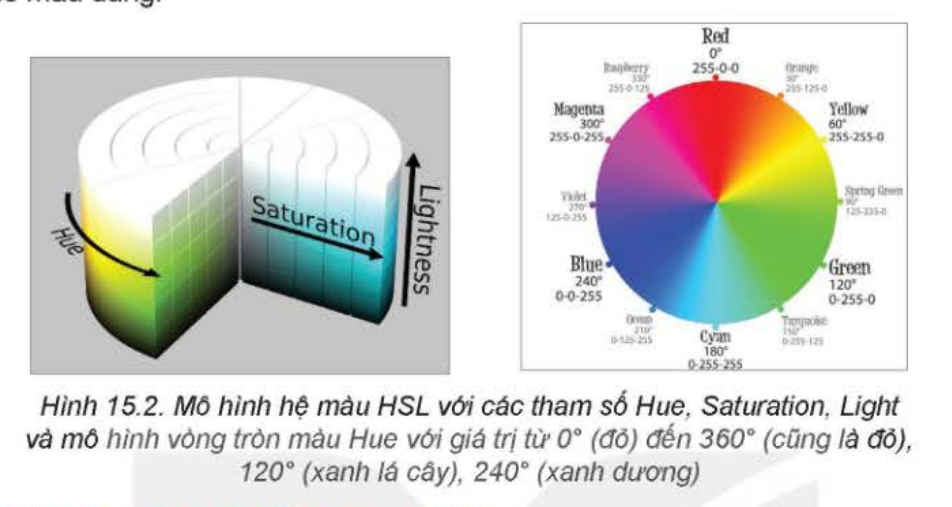 màu
Hue
Saturation
Lightness
Red
0°
255-0-0
Raspberry
330°
255-0-125
Orange
30°
255-125-0
Magenta
300°
255-0-255
Yellow
60°
255-255-0
Violet
270°
125-0-255
Spring Green
90°
125-255-0
Blue
240°
0-0-255
Green
120°
0-255-0
Ocean
210°
0-125-255
Turquoise
150°
0-255-125
Cyan
180°
0-255-255
Hình 15.2. Mô hình hệ màu HSL với các tham số Hue, Saturation, Light
và mô hình vòng tròn màu Hue với giá trị từ 0° (đỏ) đến 360° (cũng là đỏ),
120° (xanh lá cây), 240° (xanh dương)